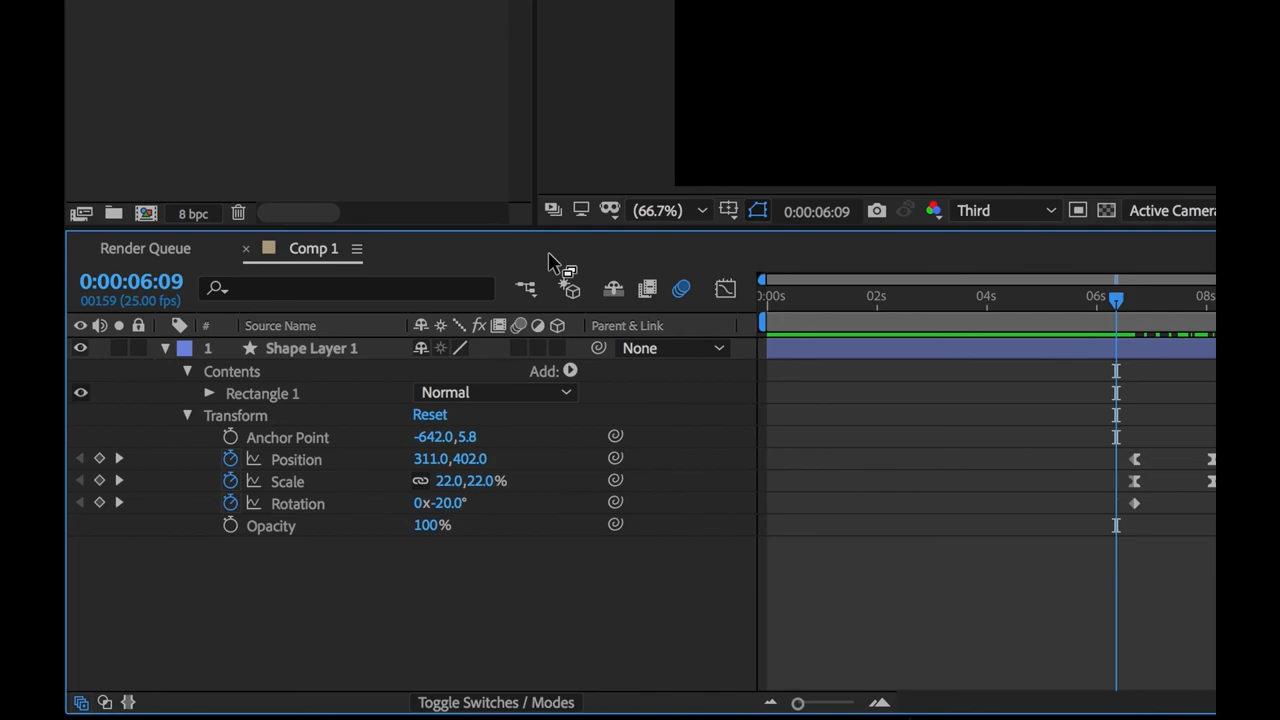 8 bpc
(66.7%)
0:00:06:09
Third
Active Camera
Render Queue
× Comp 1
0:00:06:09
00159 (25.00 fps)
:00s 02s 04s 06s 08s
# Source Name
fx
Parent & Link
1 Shape Layer 1
None
Contents
Add:
Rectangle 1
Normal
Transform
Reset
Anchor Point
-642.0,5.8
Position
311.0,402.0
Scale
22.0,22.0%
Rotation
0x-20.0°
Opacity
100%
Toggle Switches / Modes